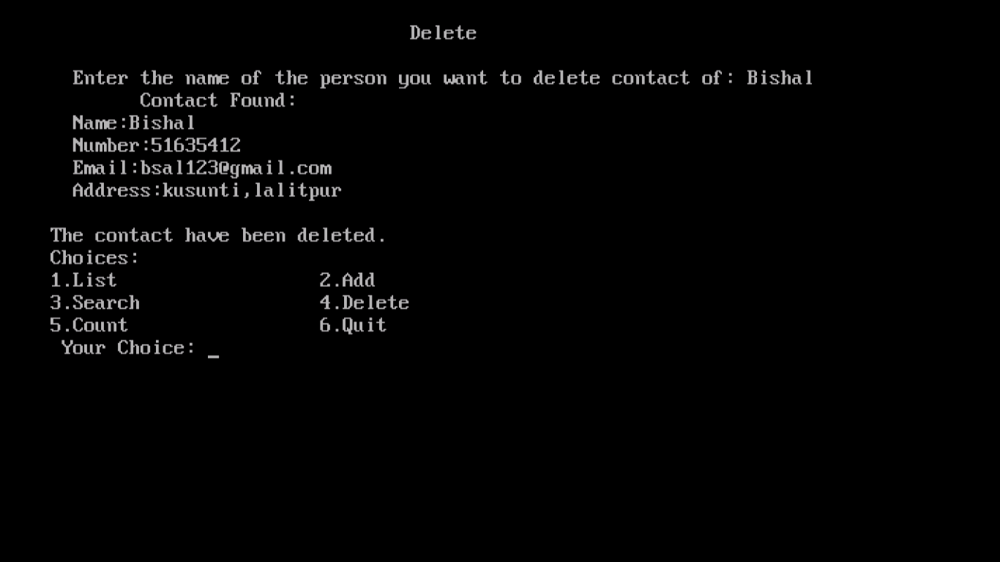 Delete
Enter the name of the person you want to delete contact of: Bishal
Contact Found:
Name:Bishal
Number:51635412
Email:bsal123@gmail.com
Address:kusunti,lalitpur
The contact have been deleted.
Choices:
1.List 2.Add
3.Search 4.Delete
5.Count 6.Quit
Your Choice: _